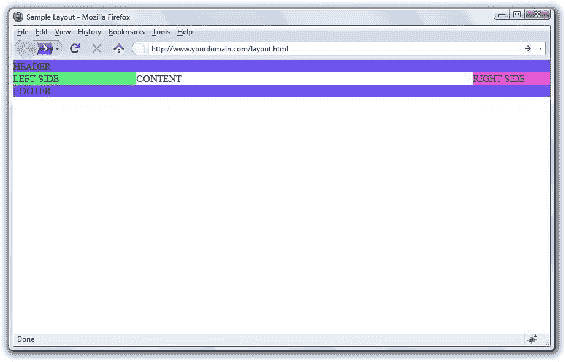 Sample Layout - Mozilla Firefox
File Edit View History Bookmarks Tools Help
http://www.yourdomain.com/layout.html
HEADER
LEFT SIDE CONTENT RIGHT SIDE
FOOTER
Done